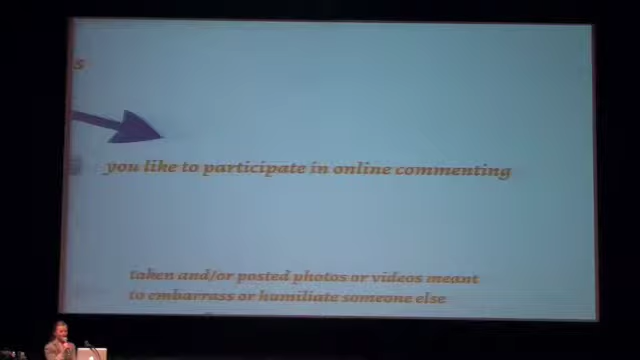 s
you like to participate in online commenting
taken and/or posted photos or videos meant
to embarrass or humiliate someone else